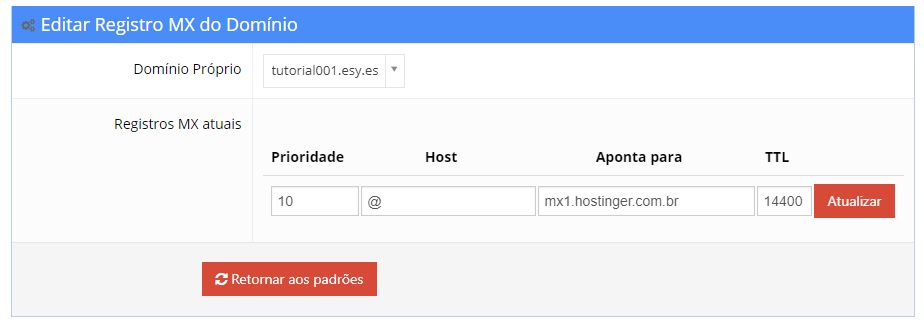 Editar Registro MX do Domínio
Domínio Próprio tutorial001.esy.es
Registros MX atuais
Prioridade Host Aponta para TTL
10 @ mx1.hostinger.com.br 14400 Atualizar
Retornar aos padrões